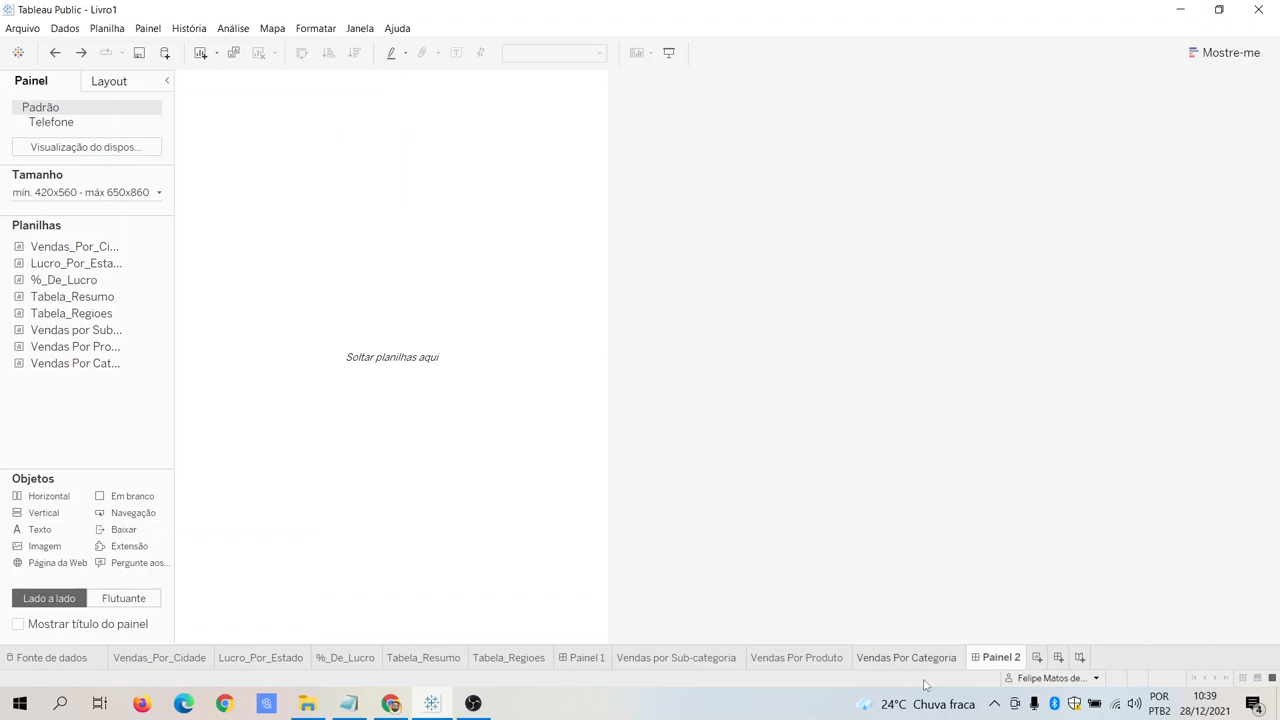 Tableau Public - Livro1
Arquivo Dados Planilha Painel História Análise Mapa Formatar Janela Ajuda
Mostre-me
Painel Layout
Padrão
Telefone
Visualização do dispos...
Tamanho
mín. 420x560 - máx 650x860
Planilhas
Vendas_Por_Ci...
Lucro_Por_Esta...
%_De_Lucro
Tabela_Resumo
Tabela_Regioes
Vendas por Sub...
Vendas Por Pro...
Vendas Por Cat...
Soltar planilhas aqui
Objetos
Horizontal Em branco
Vertical Navegação
Texto Baixar
Imagem Extensão
Página da Web Pergunte aos...
Lado a lado Flutuante
Mostrar título do painel
Fonte de dados Vendas_Por_Cidade Lucro_Por_Estado %_De_Lucro Tabela_Resumo Tabela_Regioes Painel 1 Vendas por Sub-categoria Vendas Por Produto Vendas Por Categoria Painel 2
Felipe Matos de...
24°C Chuva fraca
POR
PTB2
10:39
28/12/2021
4